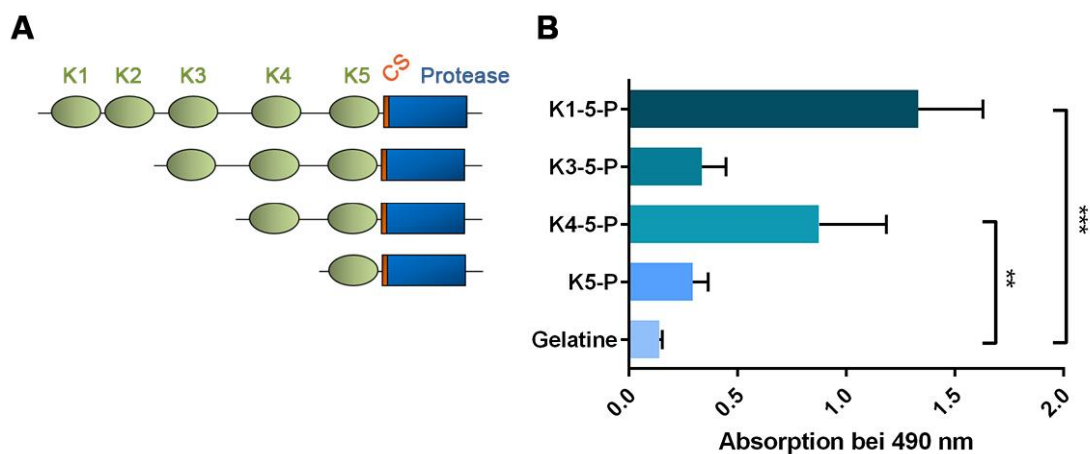 A
K1 K2 K3 K4 K5 CS Protease
B
K1-5-P
K3-5-P
K4-5-P
K5-P
Gelatine
**
***
0.0 0.5 1.0 1.5 2.0
Absorption bei 490 nm